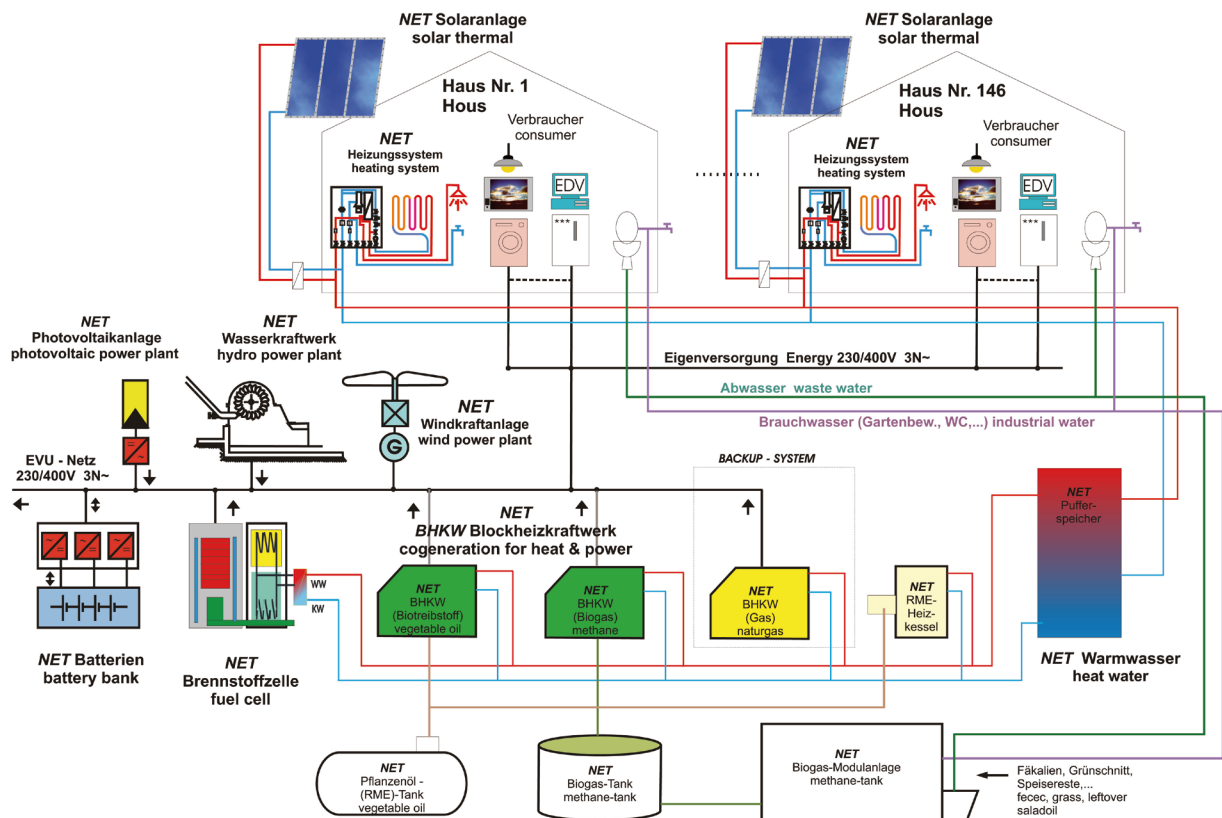 NET Solaranlage
solar thermal
NET Solaranlage
solar thermal
Haus Nr. 1
Hous
Haus Nr. 146
Hous
Verbraucher
consumer
Verbraucher
consumer
NET
Heizungssystem
heating system
NET
Heizungssystem
heating system
EDV
***
EDV
***
NET
Photovoltaikanlage
photovoltaic power plant
NET
Wasserkraftwerk
hydro power plant
NET
Windkraftanlage
wind power plant
G
Eigenversorgung Energy 230/400V 3N~
Abwasser waste water
Brauchwasser (Gartenbew., WC,...) industrial water
EVU - Netz
230/400V 3N~
BACKUP - SYSTEM
NET
BHKW Blockheizkraftwerk
cogeneration for heat & power
NET
Puffer-
speicher
WW
KW
NET
BHKW
(Biotreibstoff)
vegetable oil
NET
BHKW
(Biogas)
methane
NET
BHKW
(Gas)
naturgas
NET
RME-
Heiz-
kessel
NET Batterien
battery bank
NET
Brennstoffzelle
fuel cell
NET Warmwasser
heat water
NET
Pflanzenöl -
(RME)-Tank
vegetable oil
NET
Biogas-Tank
methane-tank
NET
Biogas-Modulanlage
methane-tank
Fäkalien, Grünschnitt,
Speisereste,...
fecec, grass, leftover
saladoil